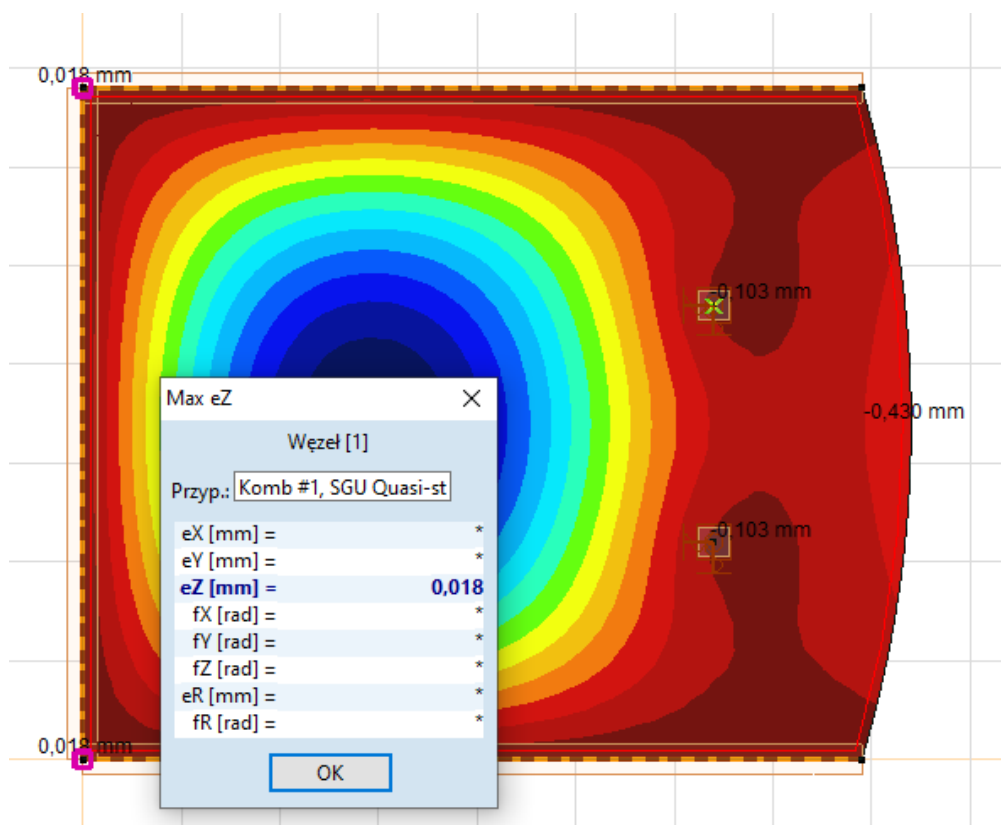 0,018 mm
-0,103 mm
Max eZ
Węzeł [1]
-0,430 mm
Przyp.: Komb #1, SGU Quasi-st
eX [mm] = *
eY [mm] = *
eZ [mm] = 0,018
fX [rad] = *
fY [rad] = *
fZ [rad] = *
eR [mm] = *
fR [rad] = *
-0,103 mm
0,018 mm
OK